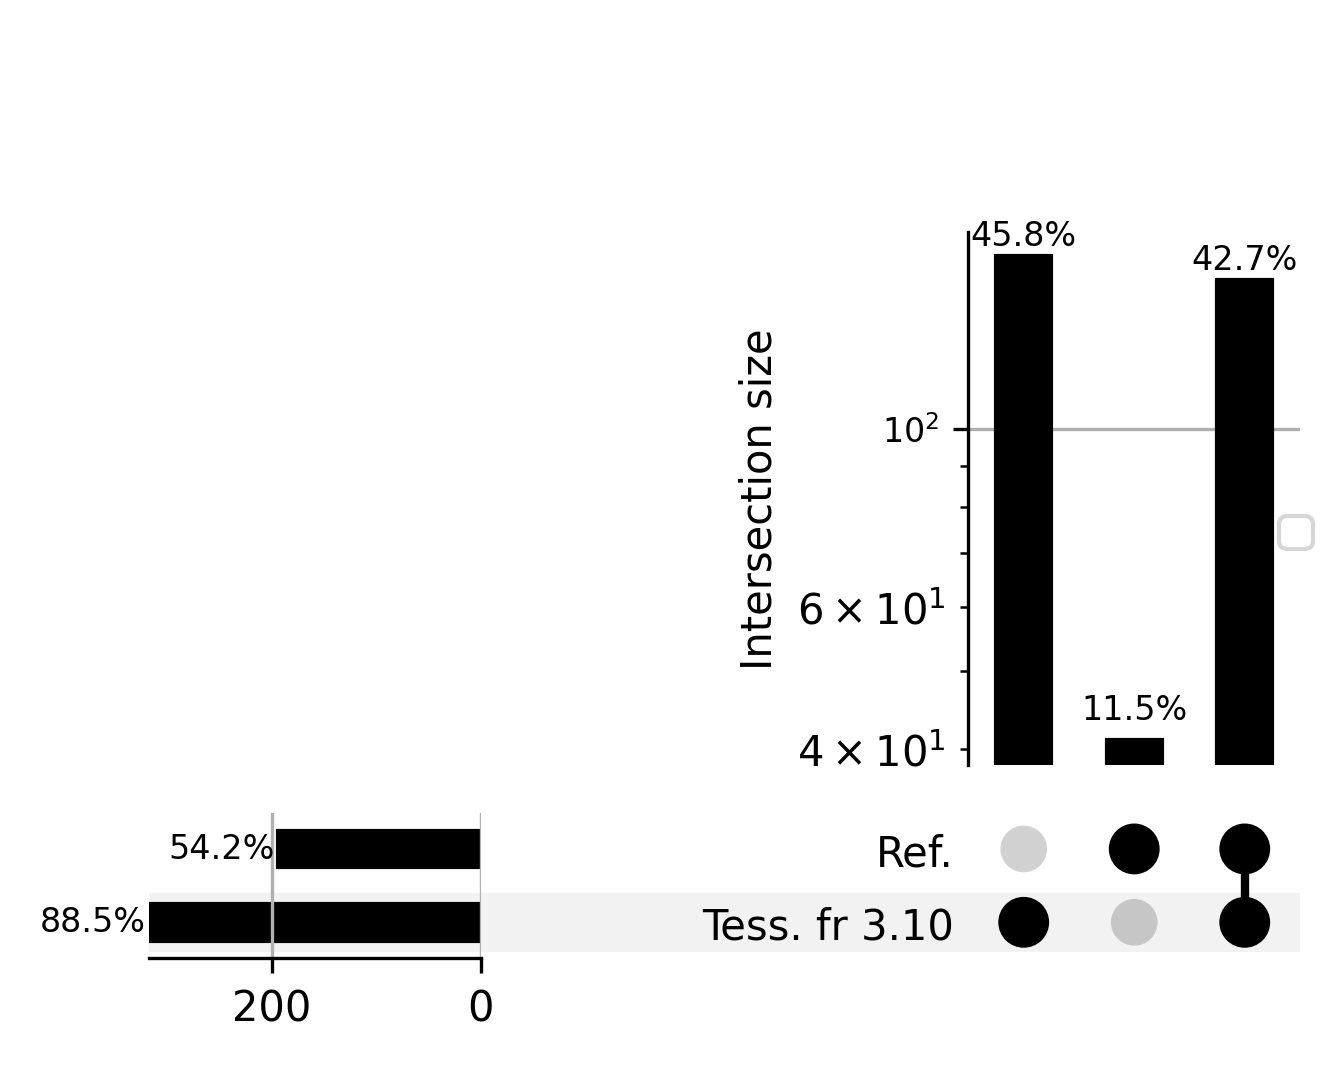 45.8%
42.7%
Intersection size
10²
6 × 10¹
11.5%
4 × 10¹
54.2%
Ref.
88.5%
Tess. fr 3.10
200
0